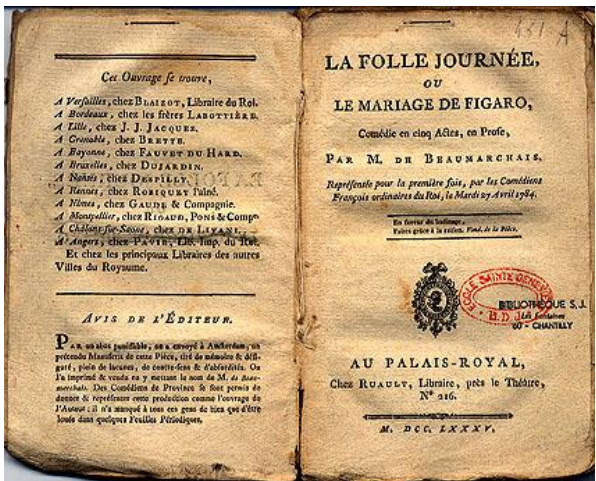 Cet Ouvrage se trouve,
A Versailles, chez BLAIZOT, Libraire du Roi.
A Bordeaux, chez les frères LABOTTIÈRE.
A Lille, chez J. J. JACQUEZ.
A Grenoble, chez BRETTE.
A Bayonne, chez FAUVET DU HARD.
A Bruxelles, chez DUJARDIN.
A Nantes, chez DESPILLY.
A Rennes, chez ROBIQUET l'aîné.
A Nîmes, chez GAUDE & Compagnie.
A Montpellier, chez RIGAUD, PONS & Compe
A Châlons-sur-Saone, chez DE LIVANI.
A Angers, chez PAVIE, Lib. Imp. du Roi.
Et chez les principaux Libraires des autres
Villes du Royaume.
AVIS DE L'ÉDITEUR.
PAR un abus punissable, on a envoyé à Amsterdam, un
prétendu Manuscrit de cette Pièce, tiré de mémoire & défi-
guré, plein de lacunes, de contre-sens & d'absurdités. On
l'a imprimé & vendu en y mettant le nom de M. de Beau-
marchais. Des Comédiens de Province se sont permis de
donner & représenter cette production comme l'ouvrage de
l'Auteur; il n'a manqué à tous ces gens de bien que d'être
loués dans quelques Feuilles Périodiques.
451-A
LA FOLLE JOURNÉE,
OU
LE MARIAGE DE FIGARO,
Comédie en cinq Actes, en Prose,
PAR M. DE BEAUMARCHAIS.
Représentée pour la première fois, par les Comédiens
François ordinaires du Roi, le Mardi 27 Avril 1784.
En faveur du badinage,
Faites grâce à la raison. Vaud. de la Pièce.
ECOLE SAINTE GENEVIEVE
B.D.J.
BIBLIOTHEQUE S. J.
Les Fontaines
60 - CHANTILLY
AU PALAIS-ROYAL,
Chez RUAULT, Libraire, près le Théâtre,
N° 216.
M. DCC. LXXXV.